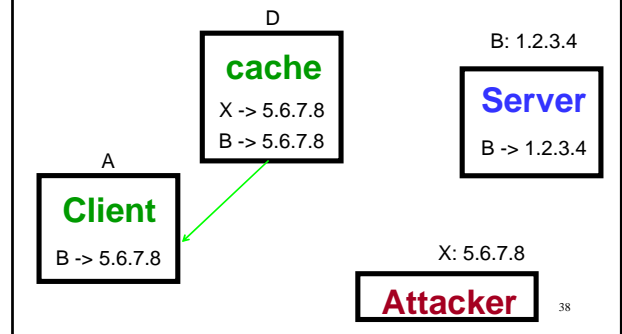 D
cache
X -> 5.6.7.8
B -> 5.6.7.8
B: 1.2.3.4
Server
B -> 1.2.3.4
A
Client
B -> 5.6.7.8
X: 5.6.7.8
Attacker
38